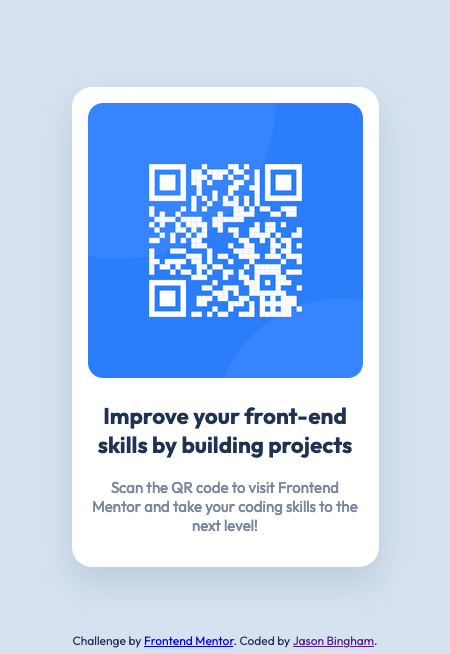 Improve your front-end
skills by building projects
Scan the QR code to visit Frontend
Mentor and take your coding skills to the
next level!
Challenge by Frontend Mentor. Coded by Jason Bingham.